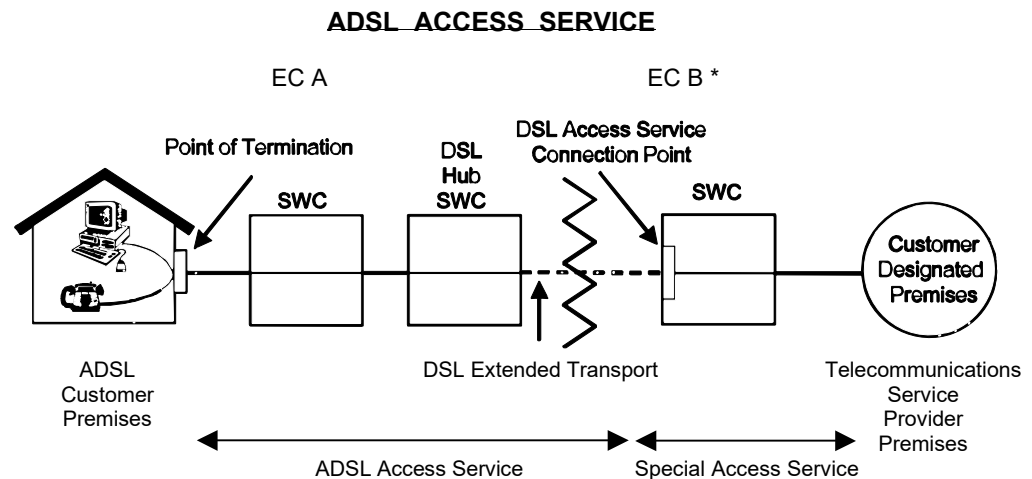 ADSL ACCESS SERVICE
EC A
EC B *
Point of Termination
DSL
Hub
SWC
DSL Access Service
Connection Point
SWC
SWC
Customer
Designated
Premises
ADSL
Customer
Premises
DSL Extended Transport
Telecommunications
Service
Provider
Premises
ADSL Access Service
Special Access Service